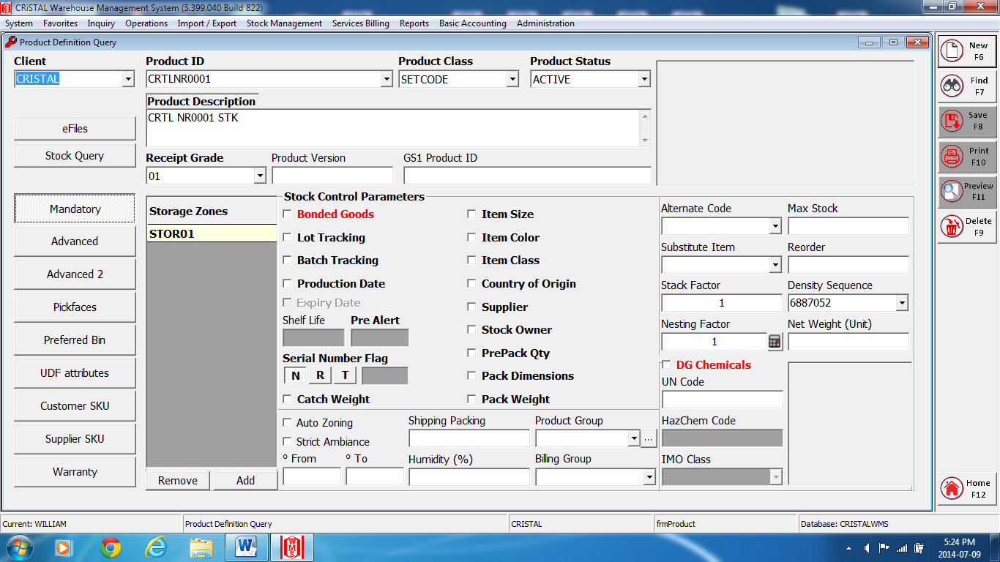 CRiSTAL Warehouse Management System (5.399.040 Build 822)
System Favorites Inquiry Operations Import / Export Stock Management Services Billing Reports Basic Accounting Administration
Product Definition Query
Client Product ID Product Class Product Status
CRISTAL CRTLNR0001 SETCODE ACTIVE
Product Description
CRTL NR0001 STK
eFiles
Stock Query
Receipt Grade Product Version GS1 Product ID
01
Mandatory
Advanced
Advanced 2
Pickfaces
Preferred Bin
UDF attributes
Customer SKU
Supplier SKU
Warranty
Storage Zones
STOR01
Remove Add
Stock Control Parameters
Bonded Goods
Lot Tracking
Batch Tracking
Production Date
Expiry Date
Shelf Life Pre Alert
Serial Number Flag
N R T
Catch Weight
Item Size
Item Color
Item Class
Country of Origin
Supplier
Stock Owner
PrePack Qty
Pack Dimensions
Pack Weight
Auto Zoning
Strict Ambiance
º From º To
Shipping Packing Product Group
...
Humidity (%) Billing Group
Alternate Code Max Stock
Substitute Item Reorder
Stack Factor Density Sequence
1 6887052
Nesting Factor Net Weight (Unit)
1
DG Chemicals
UN Code
HazChem Code
IMO Class
New
F6
Find
F7
Save
F8
Print
F10
Preview
F11
Delete
F9
Home
F12
Current: WILLIAM Product Definition Query CRISTAL frmProduct Database: CRISTALWMS
W
WMS
5:24 PM
2014-07-09